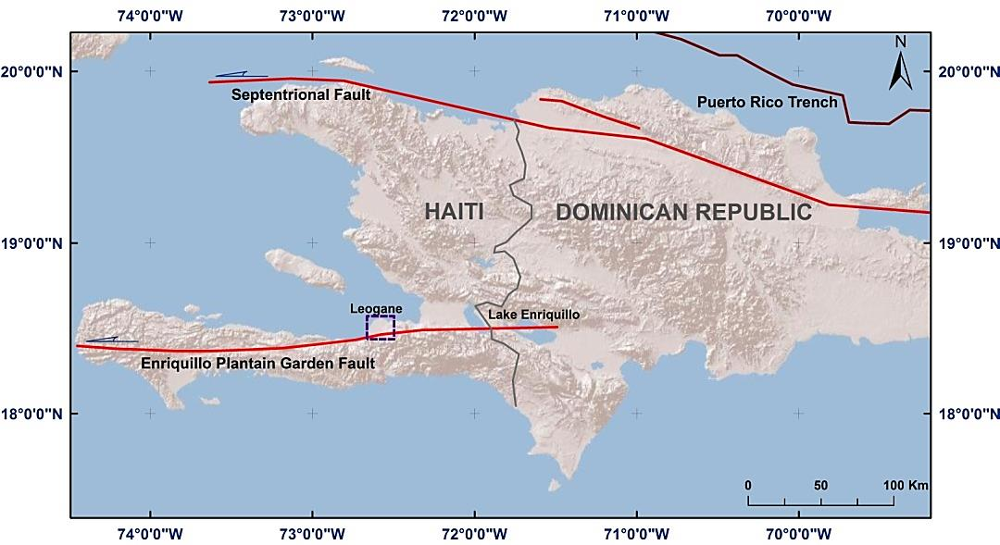 74°0'0"W 73°0'0"W 72°0'0"W 71°0'0"W 70°0'0"W
N
20°0'0"N 20°0'0"N
Septentrional Fault
Puerto Rico Trench
HAITI DOMINICAN REPUBLIC
19°0'0"N 19°0'0"N
Leogane
Lake Enriquillo
Enriquillo Plantain Garden Fault
18°0'0"N 18°0'0"N
0 50 100 Km
74°0'0"W 73°0'0"W 72°0'0"W 71°0'0"W 70°0'0"W